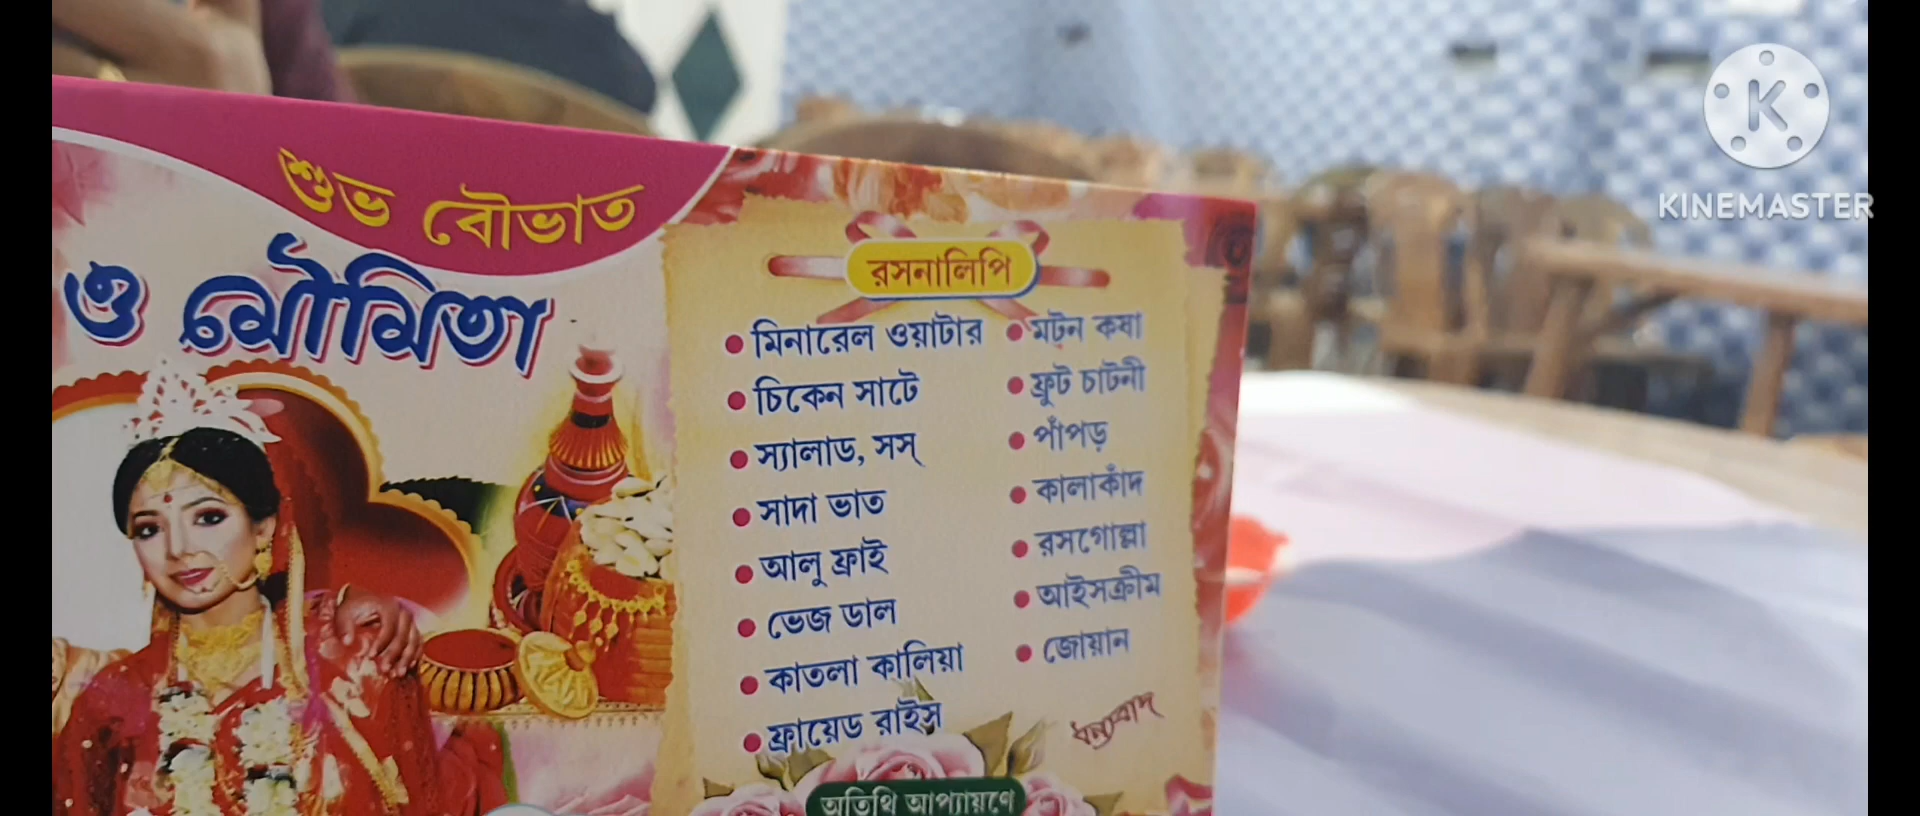 শুভ বৌভাত
ও মৌমিতা
রসনালিপি
• মিনারেল ওয়াটার
• চিকেন সাটে
• স্যালাড, সস্
• সাদা ভাত
• আলু ফ্রাই
• ভেজ ডাল
• কাতলা কালিয়া
• ফ্রায়েড রাইস
• মটন কষা
• ফ্রুট চাটনী
• পাঁপড়
• কালাকাঁদ
• রসগোল্লা
• আইসক্রীম
• জোয়ান
ধন্যবাদ
অতিথি আপ্যায়ণে
K
KINEMASTER